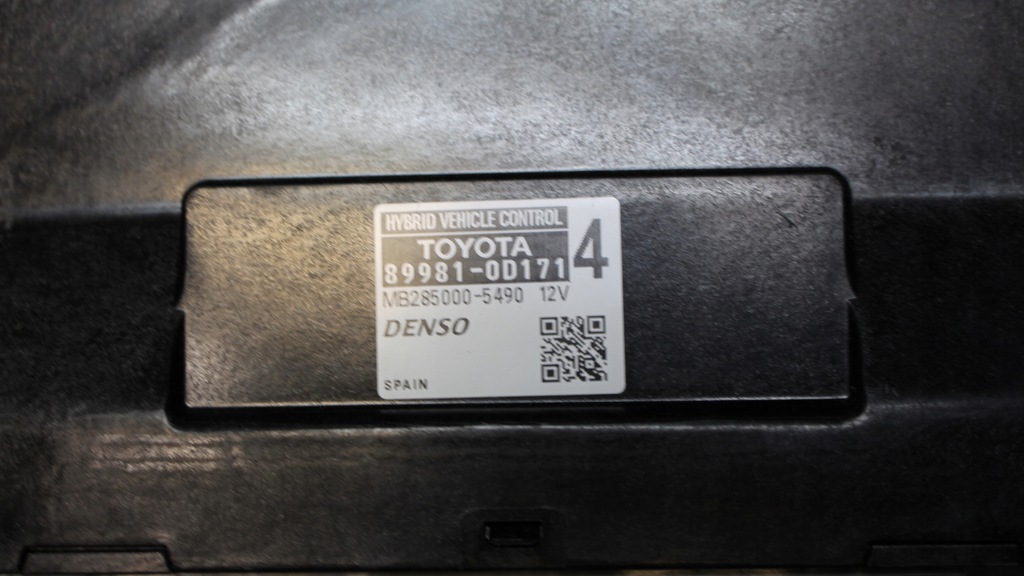 HYBRID VEHICLE CONTROL
TOYOTA 4
89981-0D171
MB285000-5490 12V
DENSO
SPAIN